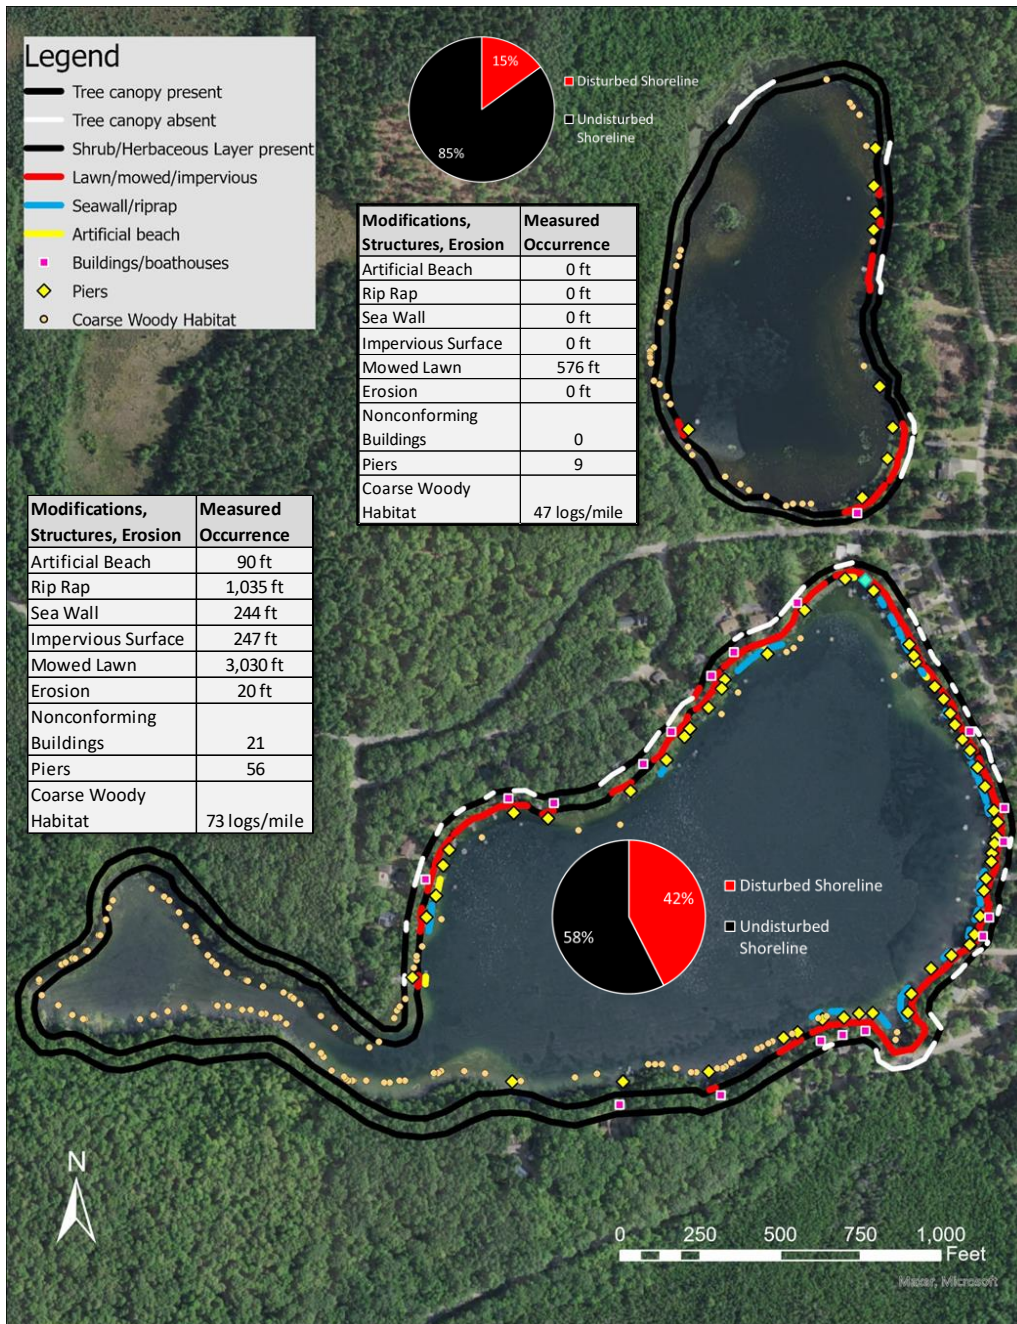 Legend
Tree canopy present
Tree canopy absent
Shrub/Herbaceous Layer present
Lawn/mowed/impervious
Seawall/riprap
Artificial beach
Buildings/boathouses
Piers
Coarse Woody Habitat
15%
85%
Disturbed Shoreline
Undisturbed
Shoreline
Modifications, Measured
Structures, Erosion Occurrence
Artificial Beach 0 ft
Rip Rap 0 ft
Sea Wall 0 ft
Impervious Surface 0 ft
Mowed Lawn 576 ft
Erosion 0 ft
Nonconforming
Buildings 0
Piers 9
Coarse Woody
Habitat 47 logs/mile
Modifications, Measured
Structures, Erosion Occurrence
Artificial Beach 90 ft
Rip Rap 1,035 ft
Sea Wall 244 ft
Impervious Surface 247 ft
Mowed Lawn 3,030 ft
Erosion 20 ft
Nonconforming
Buildings 21
Piers 56
Coarse Woody
Habitat 73 logs/mile
42%
58%
Disturbed Shoreline
Undisturbed
Shoreline
N
0 250 500 750 1,000
Feet
Maxar, Microsoft